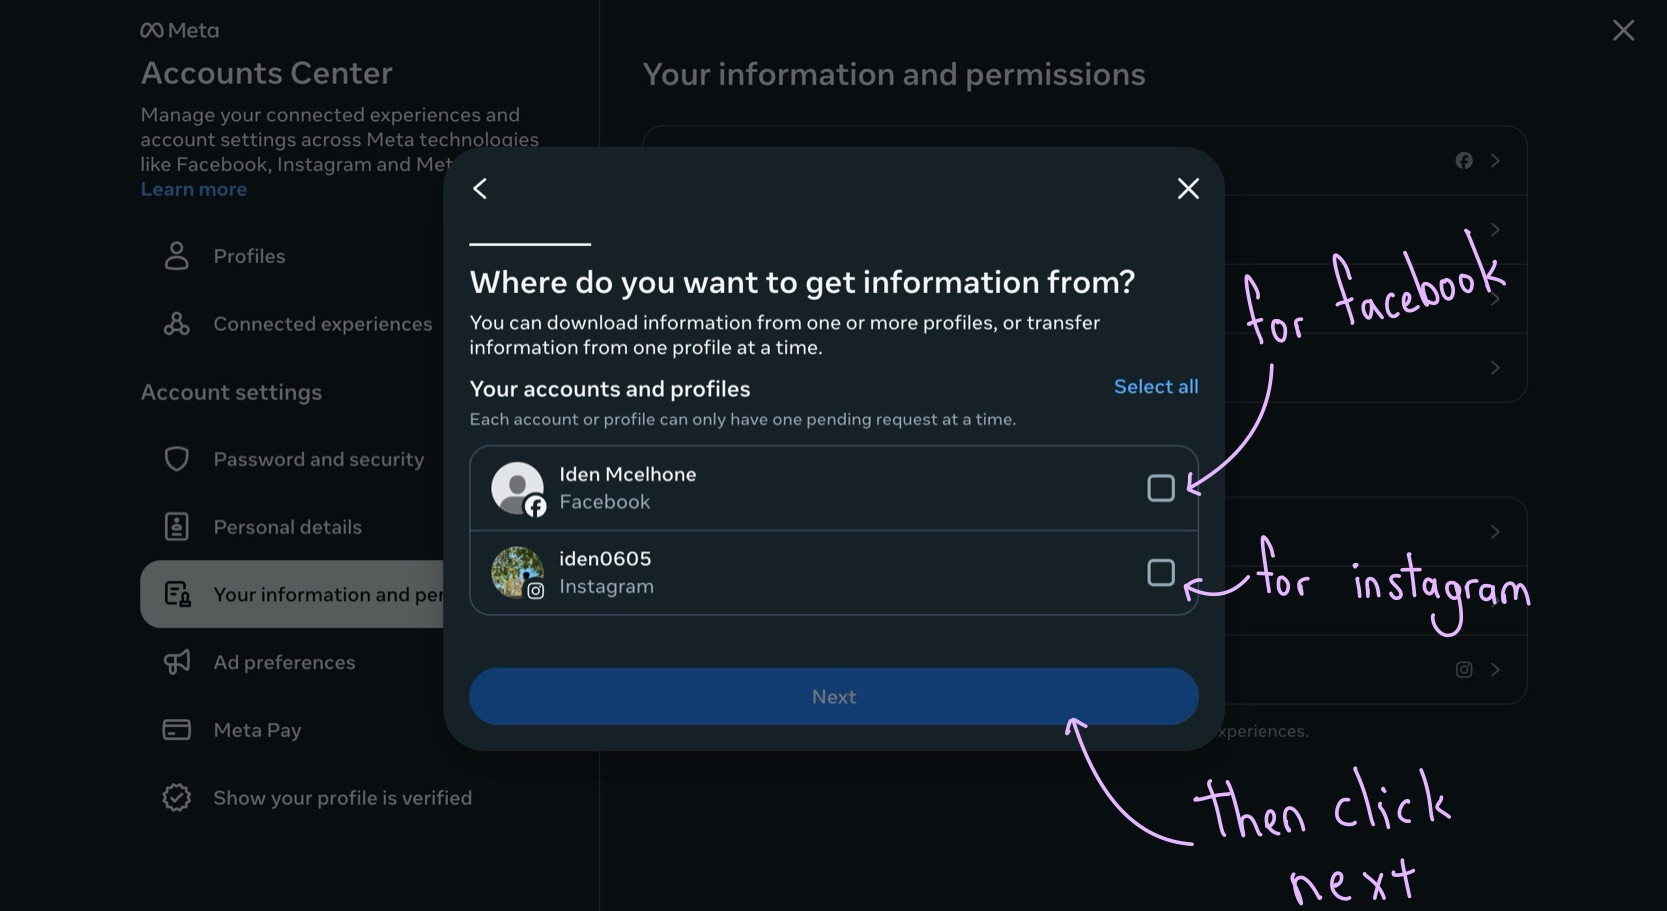 Meta
Accounts Center
Manage your connected experiences and
account settings across Meta technologies
like Facebook, Instagram and Met
Learn more
Profiles
Connected experiences
Account settings
Password and security
Personal details
Your information and per
Ad preferences
Meta Pay
Show your profile is verified
Your information and permissions
Where do you want to get information from?
You can download information from one or more profiles, or transfer
information from one profile at a time.
Your accounts and profiles
Select all
Each account or profile can only have one pending request at a time.
Iden Mcelhone
Facebook
iden0605
Instagram
Next
xperiences.
for facebook
for instagram
then click
next